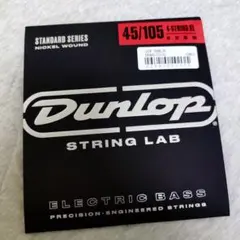 STANDARD SERIES
NICKEL WOUND
45/105
DUNLOP
STRING LAB
ELECTRIC BASS
PRECISION-ENGINEERED STRINGS